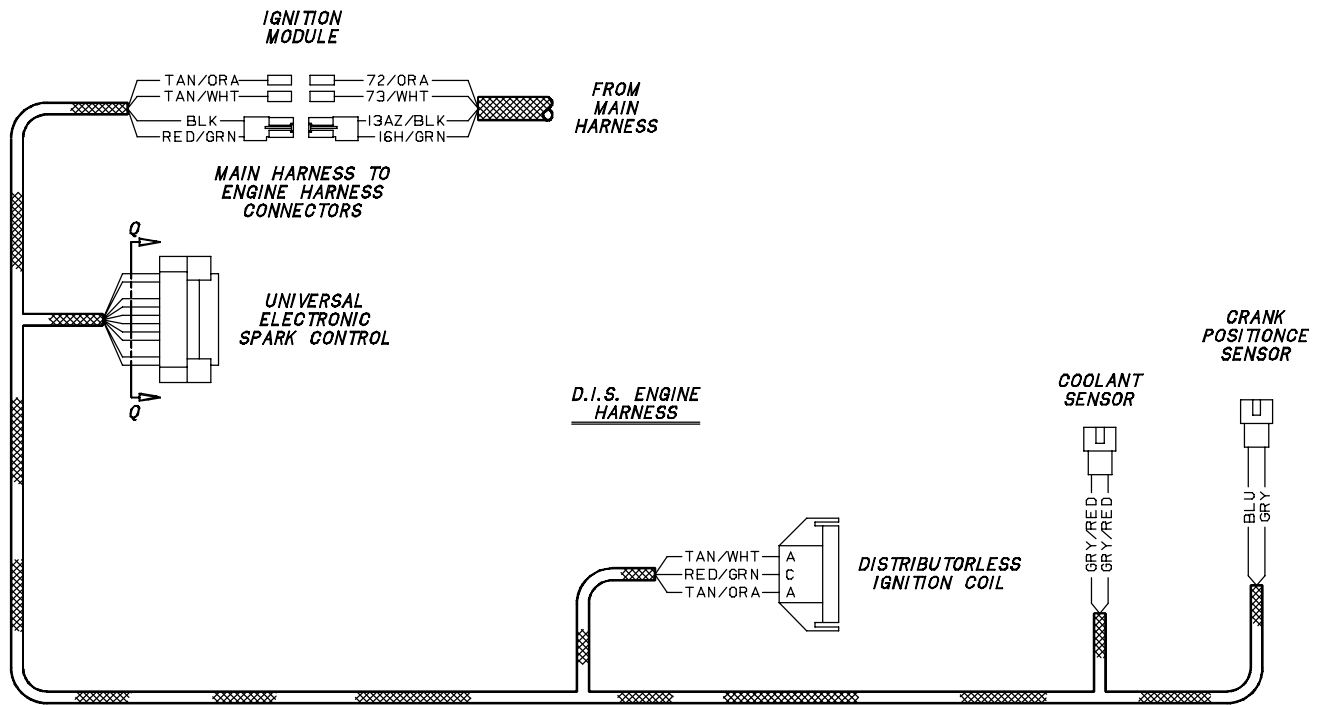 IGNITION
MODULE
TAN/ORA
TAN/WHT
BLK
RED/GRN
72/ORA
73/WHT
13AZ/BLK
16H/GRN
FROM
MAIN
HARNESS
MAIN HARNESS TO
ENGINE HARNESS
CONNECTORS
Q
UNIVERSAL
ELECTRONIC
SPARK CONTROL
Q
D.I.S. ENGINE
HARNESS
COOLANT
SENSOR
CRANK
POSITIONCE
SENSOR
GRY/RED
GRY/RED
BLU
GRY
TAN/WHT A
RED/GRN C
TAN/ORA A
DISTRIBUTORLESS
IGNITION COIL